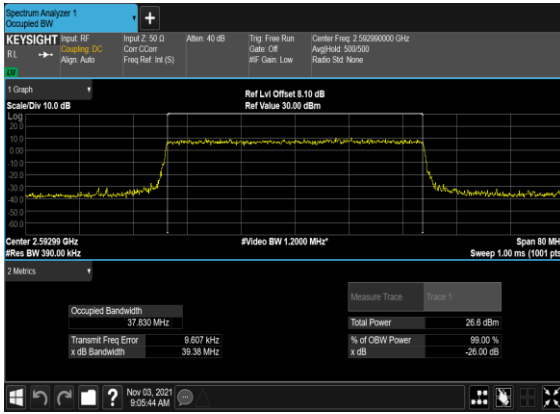 Spectrum Analyzer 1
Occupied BW
KEYSIGHT
RL
LV
Input: RF
Coupling: DC
Align: Auto
Input Z: 50 Ω
Corr CCorr
Freq Ref: Int (S)
Atten: 40 dB
Trig: Free Run
Gate: Off
#IF Gain: Low
Center Freq: 2.592990000 GHz
Avg|Hold: 500/500
Radio Std: None
1 Graph
Scale/Div 10.0 dB
Ref Lvl Offset 8.10 dB
Ref Value 30.00 dBm
Log
20.0
10.0
0.00
-10.0
-20.0
-30.0
-40.0
-50.0
-60.0
Center 2.59299 GHz
#Res BW 390.00 kHz
#Video BW 1.2000 MHz*
Span 80 MH
Sweep 1.00 ms (1001 pts
2 Metrics
Measure Trace Trace 1
Occupied Bandwidth
37.830 MHz
Total Power 26.6 dBm
Transmit Freq Error 9.607 kHz
% of OBW Power 99.00 %
x dB Bandwidth 39.38 MHz
x dB -26.00 dB
?
Nov 03, 2021
9:05:44 AM